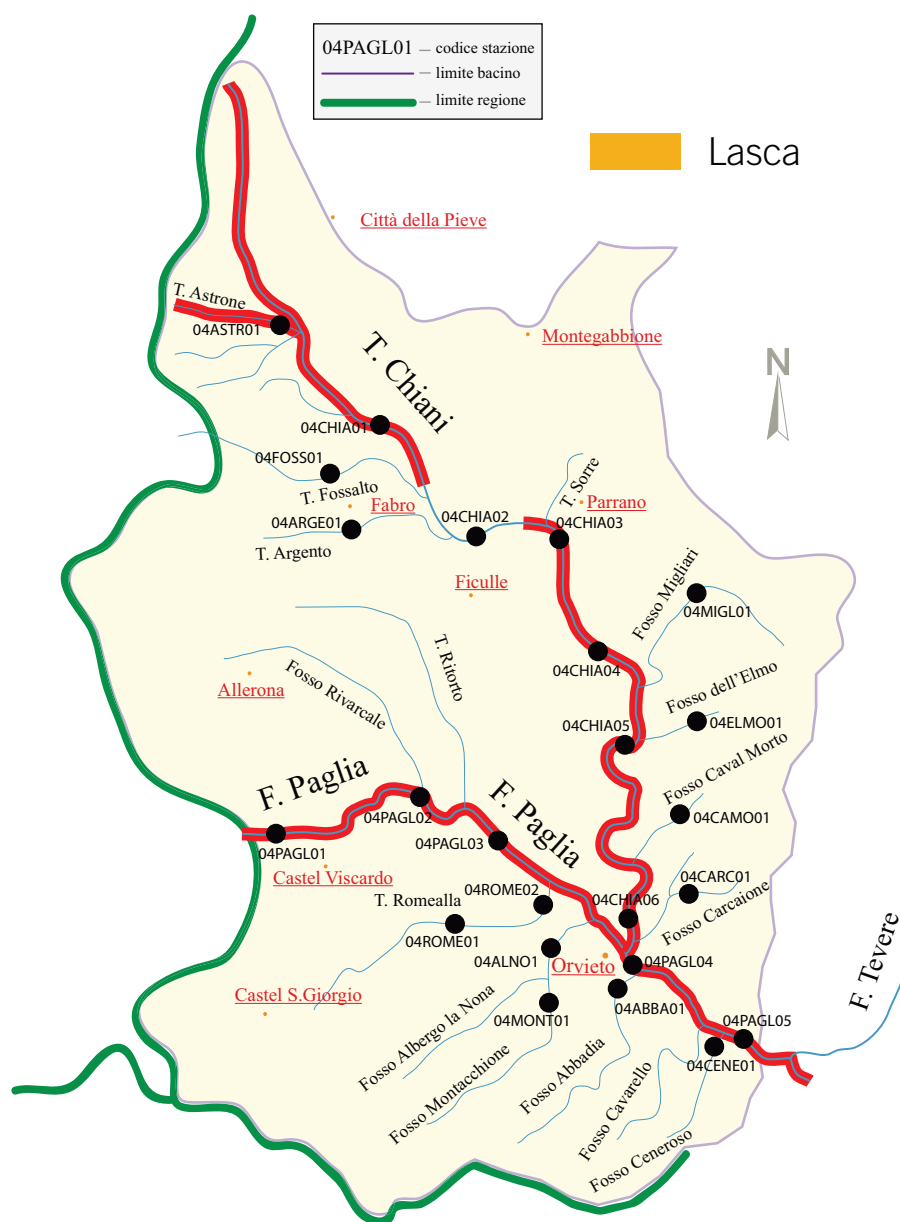 04PAGL01 – codice stazione
– limite bacino
– limite regione
Lasca
Città della Pieve
T. Astrone
04ASTR01
Montegabbione
T. Chiani
N
04CHIA01
04FOSS01
T. Sorre
T. Fossalto
Parrano
Fabro
04CHIA02
04ARGE01
04CHIA03
T. Argento
Ficulle
Fosso Migliari
04MIGL01
T. Ritorto
04CHIA04
Allerona
Fosso Rivarcale
Fosso dell'Elmo
04CHIA05
04ELMO01
Fosso Caval Morto
F. Paglia
F. Paglia
04PAGL02
04CAMO01
04PAGL01
04PAGL03
Castel Viscardo
04CARC01
04ROME02
T. Romealla
04CHIA06
Fosso Carcaione
04ROME01
04ALNO1
Orvieto
04PAGL04
F. Tevere
Castel S.Giorgio
04MONT01
04ABBA01
04PAGL05
Fosso Albergo la Nona
04CENE01
Fosso Montacchione
Fosso Abbadia
Fosso Cavarello
Fosso Ceneroso